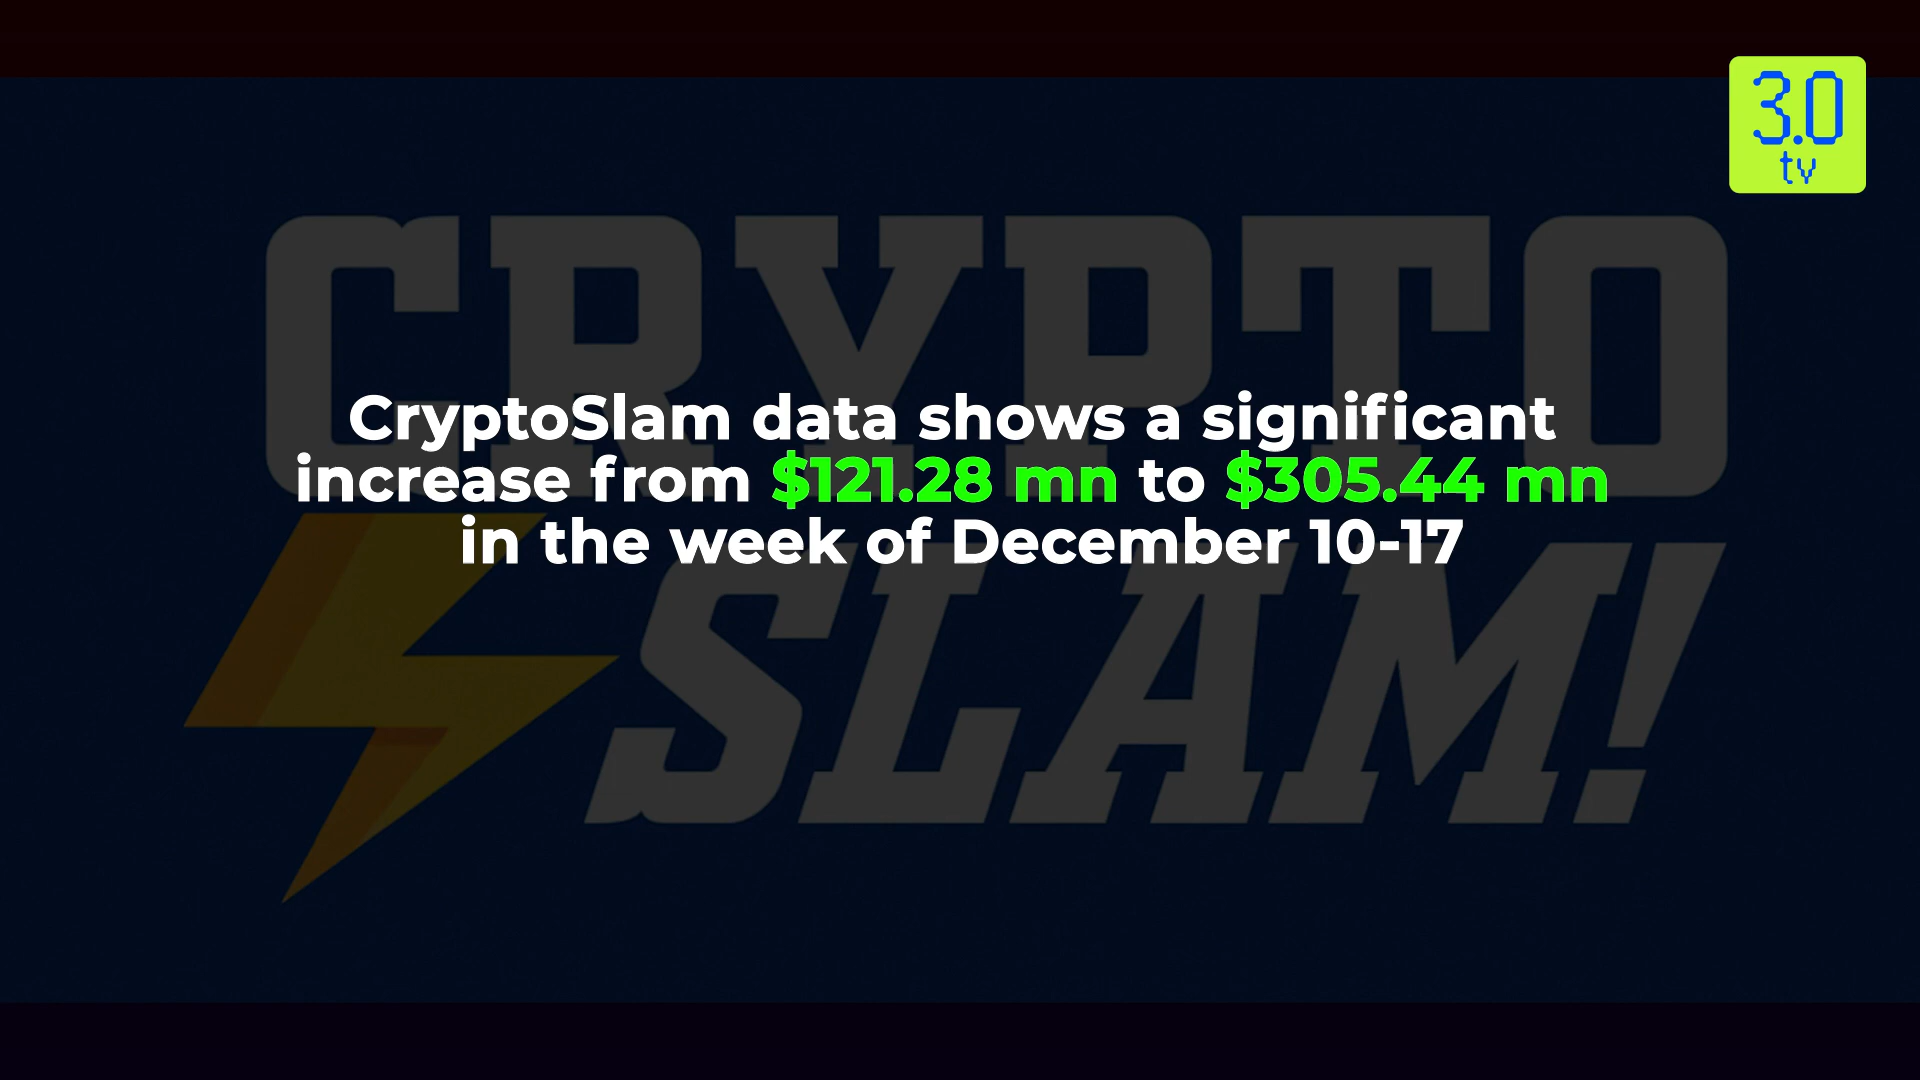 3.0
tv
CRYPTO
CryptoSlam data shows a significant
increase from $121.28 mn to $305.44 mn
in the week of December 10-17
SLAM!